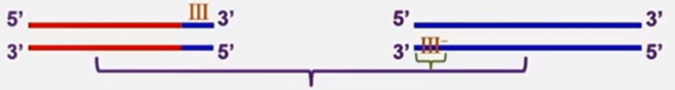 III
5’ 3’ 5’ 3’
3’ 5’ 3’ III⁻ 5’